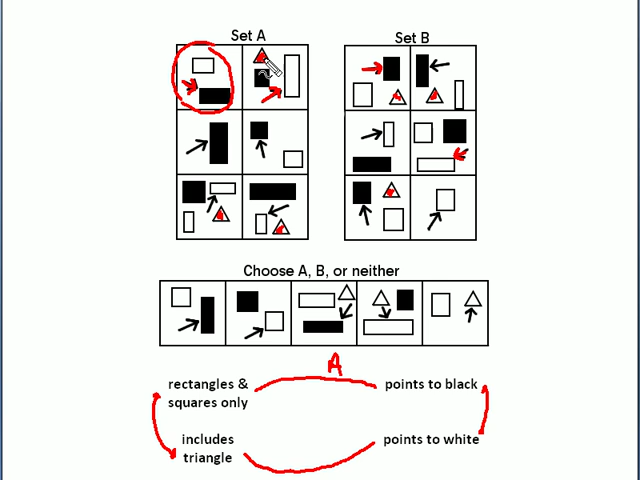 Set A
Set B
Choose A, B, or neither
A
rectangles &
squares only
points to black
includes
triangle
points to white